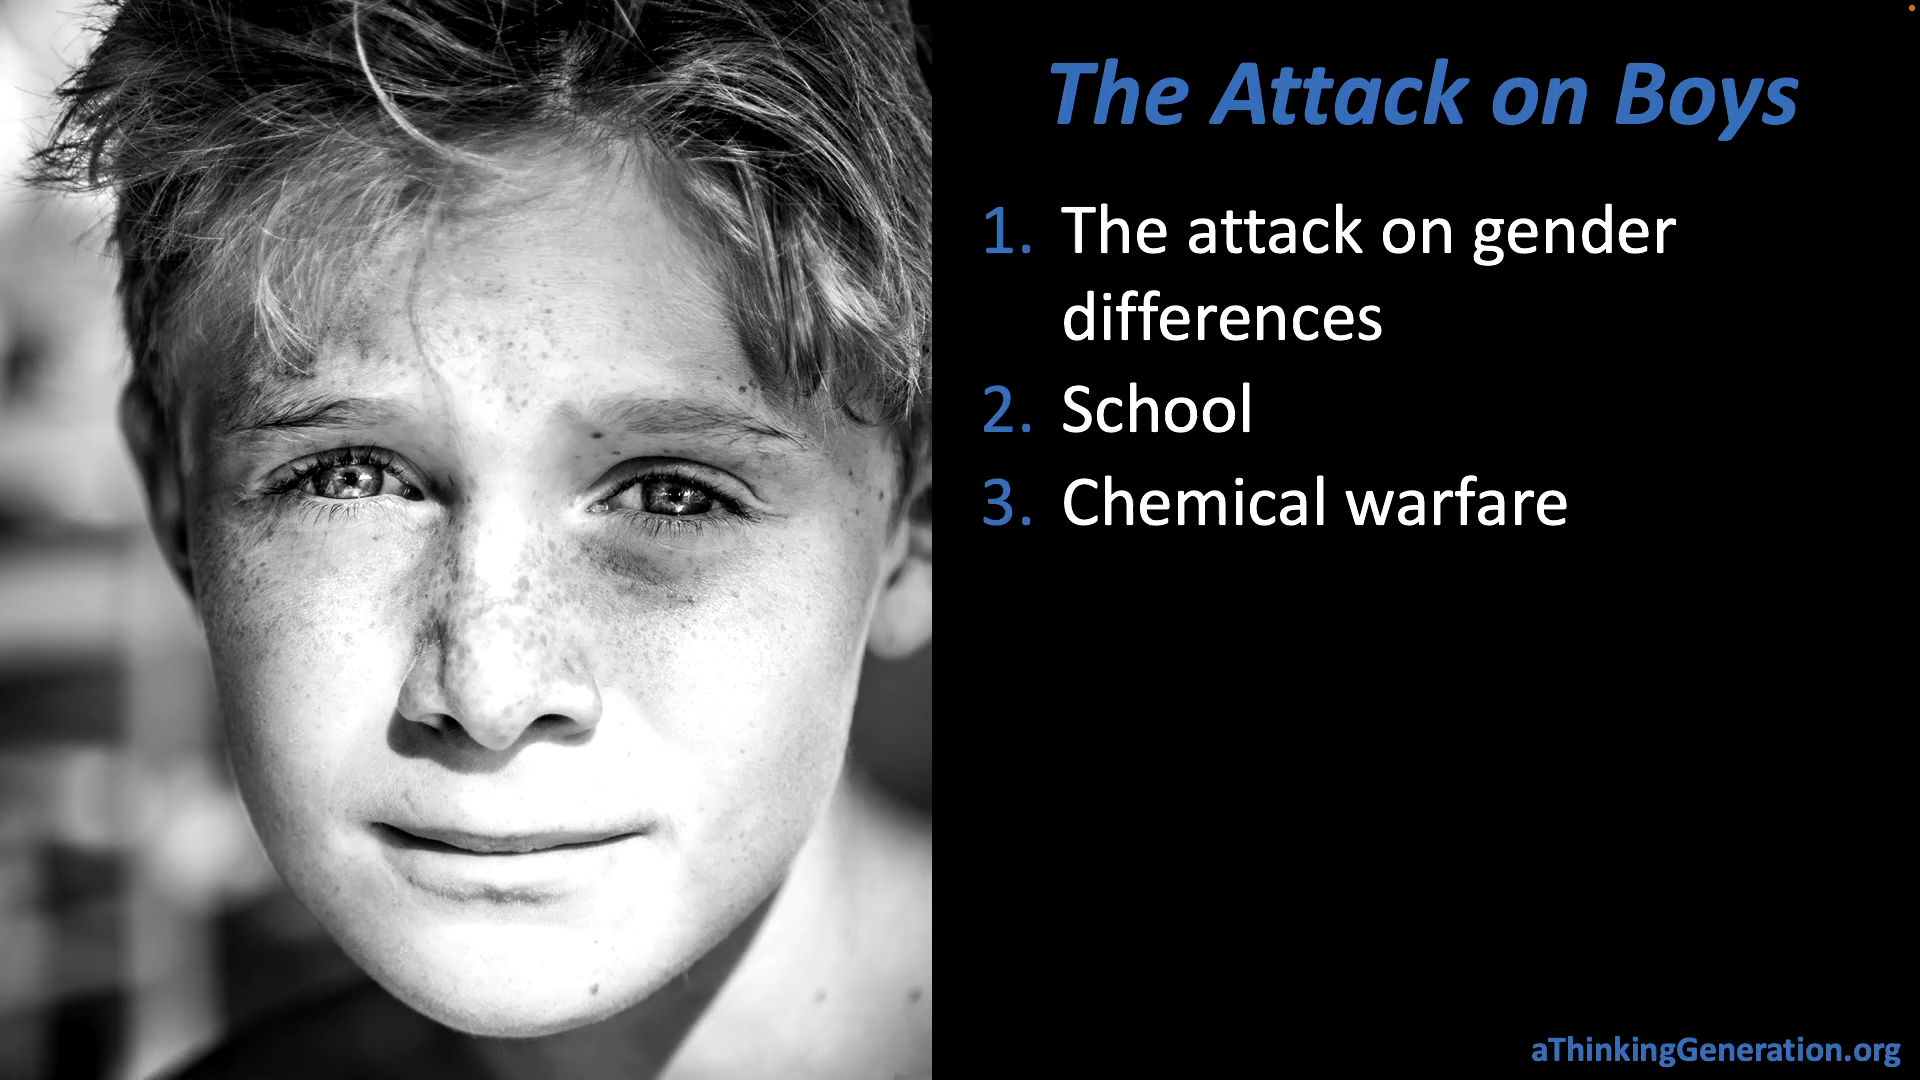 The Attack on Boys
1. The attack on gender
differences
2. School
3. Chemical warfare
aThinkingGeneration.org